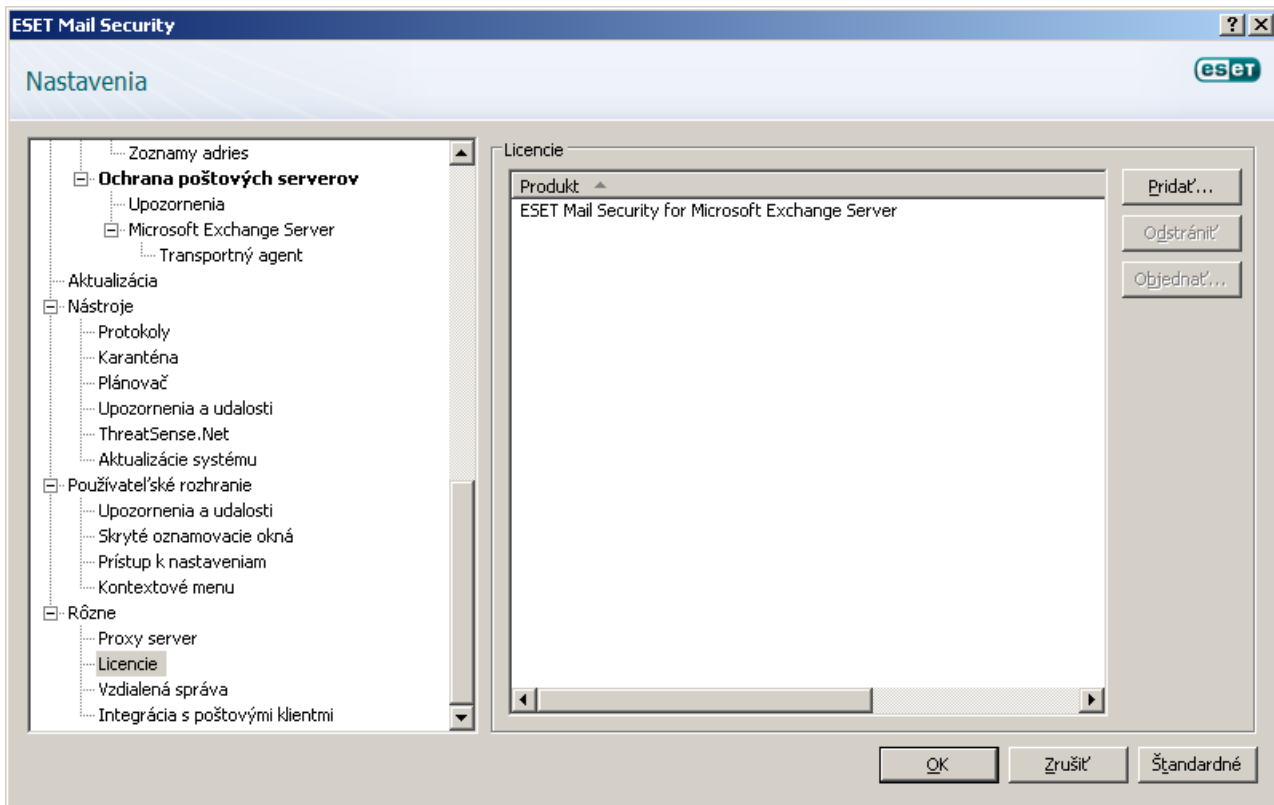 ESET Mail Security
Nastavenia
eset
Zoznamy adries
Ochrana poštových serverov
Upozornenia
Microsoft Exchange Server
Transportný agent
Aktualizácia
Nástroje
Protokoly
Karanténa
Plánovač
Upozornenia a udalosti
ThreatSense.Net
Aktualizácie systému
Používateľské rozhranie
Upozornenia a udalosti
Skryté oznamovacie okná
Prístup k nastaveniam
Kontextové menu
Rôzne
Proxy server
Licencie
Vzdialená správa
Integrácia s poštovými klientmi
Licencie
Produkt
ESET Mail Security for Microsoft Exchange Server
Pridať...
Odstrániť
Objednať...
OK
Zrušiť
Štandardné